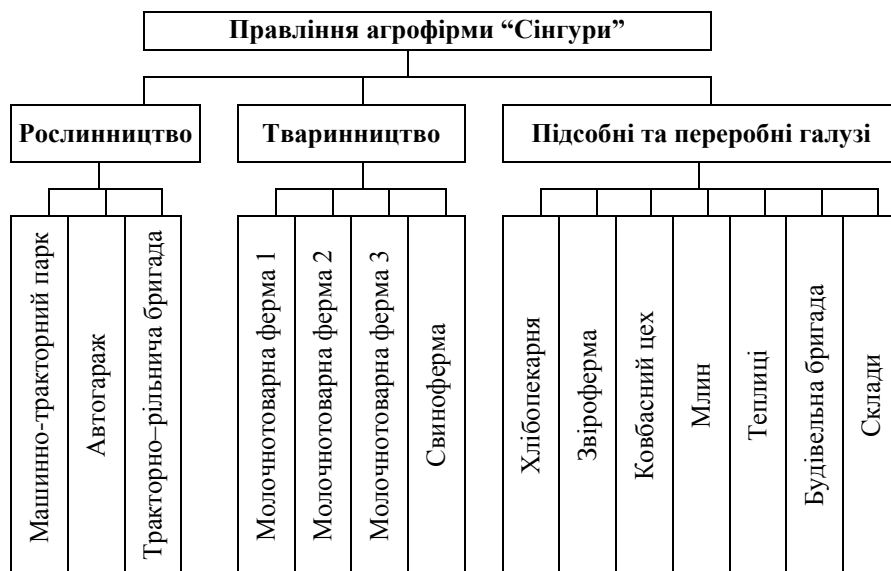 Правління агрофірми “Сінгури”
Рослинництво
Тваринництво
Підсобні та переробні галузі
Машинно-тракторний парк
Автогараж
Тракторно–рільнича бригада
Молочнотоварна ферма 1
Молочнотоварна ферма 2
Молочнотоварна ферма 3
Свиноферма
Хлібопекарня
Звіроферма
Ковбасний цех
Млин
Теплиці
Будівельна бригада
Склади